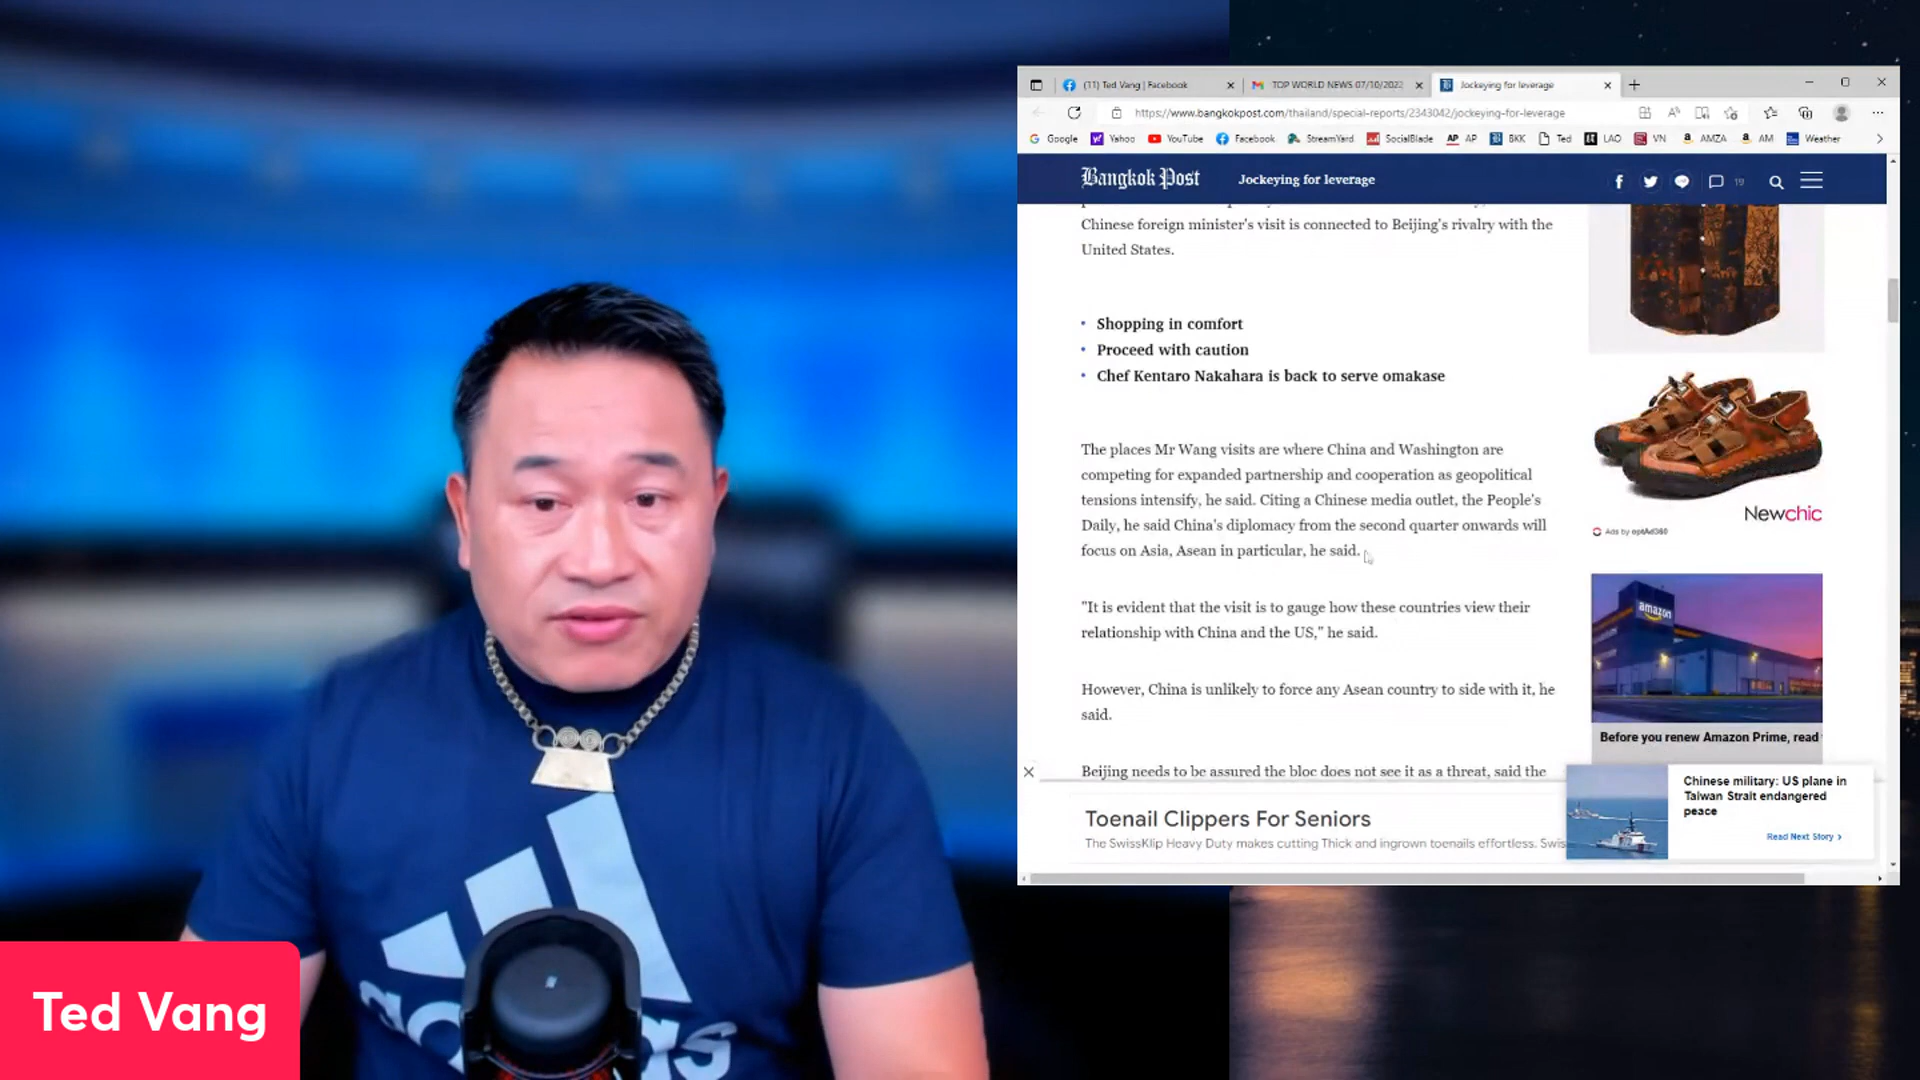 (11) Ted Vang | Facebook
TOP WORLD NEWS 07/10/2022
Jockeying for leverage
https://www.bangkokpost.com/thailand/special-reports/2343042/jockeying-for-leverage
Google Yahoo YouTube Facebook StreamYard SocialBlade AP AP BKK Ted LAO VN AMZA AM Weather
Bangkok Post Jockeying for leverage 19
Chinese foreign minister's visit is connected to Beijing's rivalry with the
United States.
• Shopping in comfort
• Proceed with caution
• Chef Kentaro Nakahara is back to serve omakase
The places Mr Wang visits are where China and Washington are
competing for expanded partnership and cooperation as geopolitical
tensions intensify, he said. Citing a Chinese media outlet, the People's
Daily, he said China's diplomacy from the second quarter onwards will
focus on Asia, Asean in particular, he said.
"It is evident that the visit is to gauge how these countries view their
relationship with China and the US," he said.
However, China is unlikely to force any Asean country to side with it, he
said.
Beijing needs to be assured the bloc does not see it as a threat, said the
Newchic
Ads by optAd360
amazon
Before you renew Amazon Prime, read
Toenail Clippers For Seniors
The SwissKlip Heavy Duty makes cutting Thick and ingrown toenails effortless. Swis
Chinese military: US plane in
Taiwan Strait endangered
peace
Read Next Story >
adidas
Ted Vang